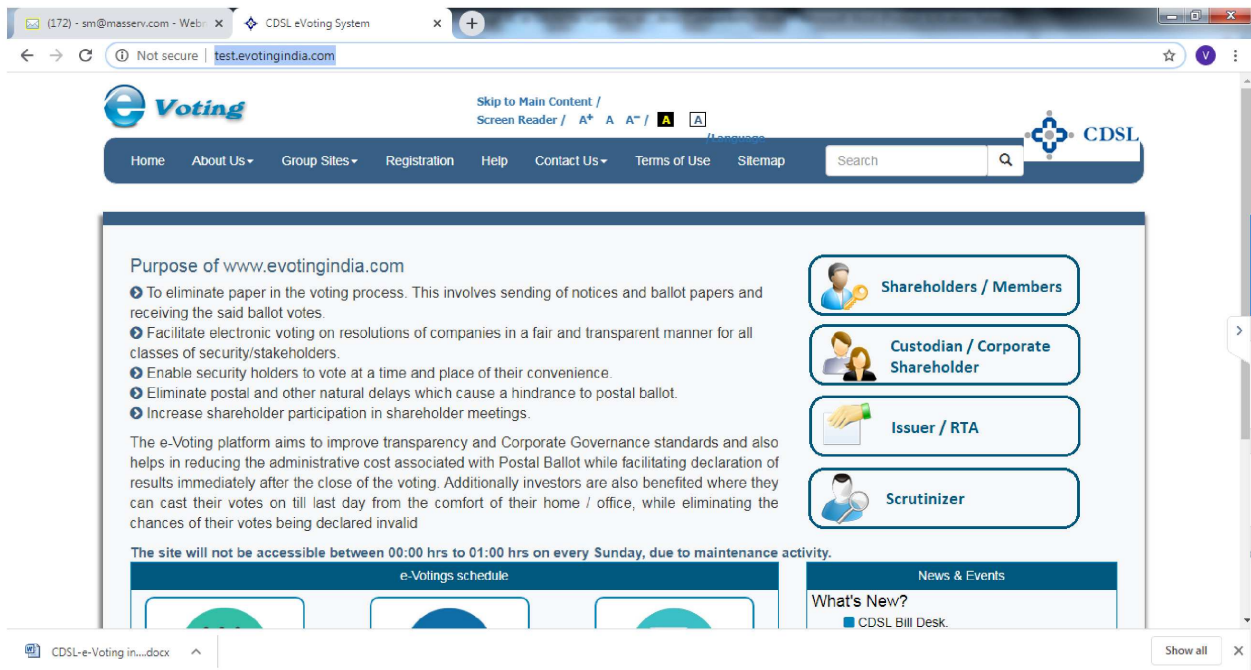 (172) - sm@masserv.com - Web
CDSL eVoting System
Not secure | test.evotingindia.com
V
e Voting
Skip to Main Content /
Screen Reader / A+ A A- / A A
/Language
CDSL
Home About Us Group Sites Registration Help Contact Us Terms of Use Sitemap Search
Purpose of www.evotingindia.com
To eliminate paper in the voting process. This involves sending of notices and ballot papers and
receiving the said ballot votes.
Facilitate electronic voting on resolutions of companies in a fair and transparent manner for all
classes of security/stakeholders.
Enable security holders to vote at a time and place of their convenience.
Eliminate postal and other natural delays which cause a hindrance to postal ballot.
Increase shareholder participation in shareholder meetings.
The e-Voting platform aims to improve transparency and Corporate Governance standards and also
helps in reducing the administrative cost associated with Postal Ballot while facilitating declaration of
results immediately after the close of the voting. Additionally investors are also benefited where they
can cast their votes on till last day from the comfort of their home / office, while eliminating the
chances of their votes being declared invalid
Shareholders / Members
Custodian / Corporate
Shareholder
Issuer / RTA
Scrutinizer
The site will not be accessible between 00:00 hrs to 01:00 hrs on every Sunday, due to maintenance activity.
e-Votings schedule
News & Events
What's New?
CDSL Bill Desk.
CDSL-e-Voting in....docx
Show all